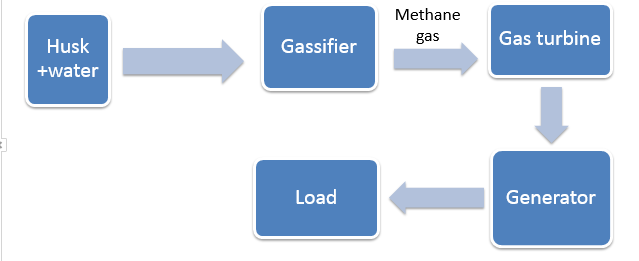 Husk
+water
Gassifier
Methane
gas
Gas turbine
Generator
Load